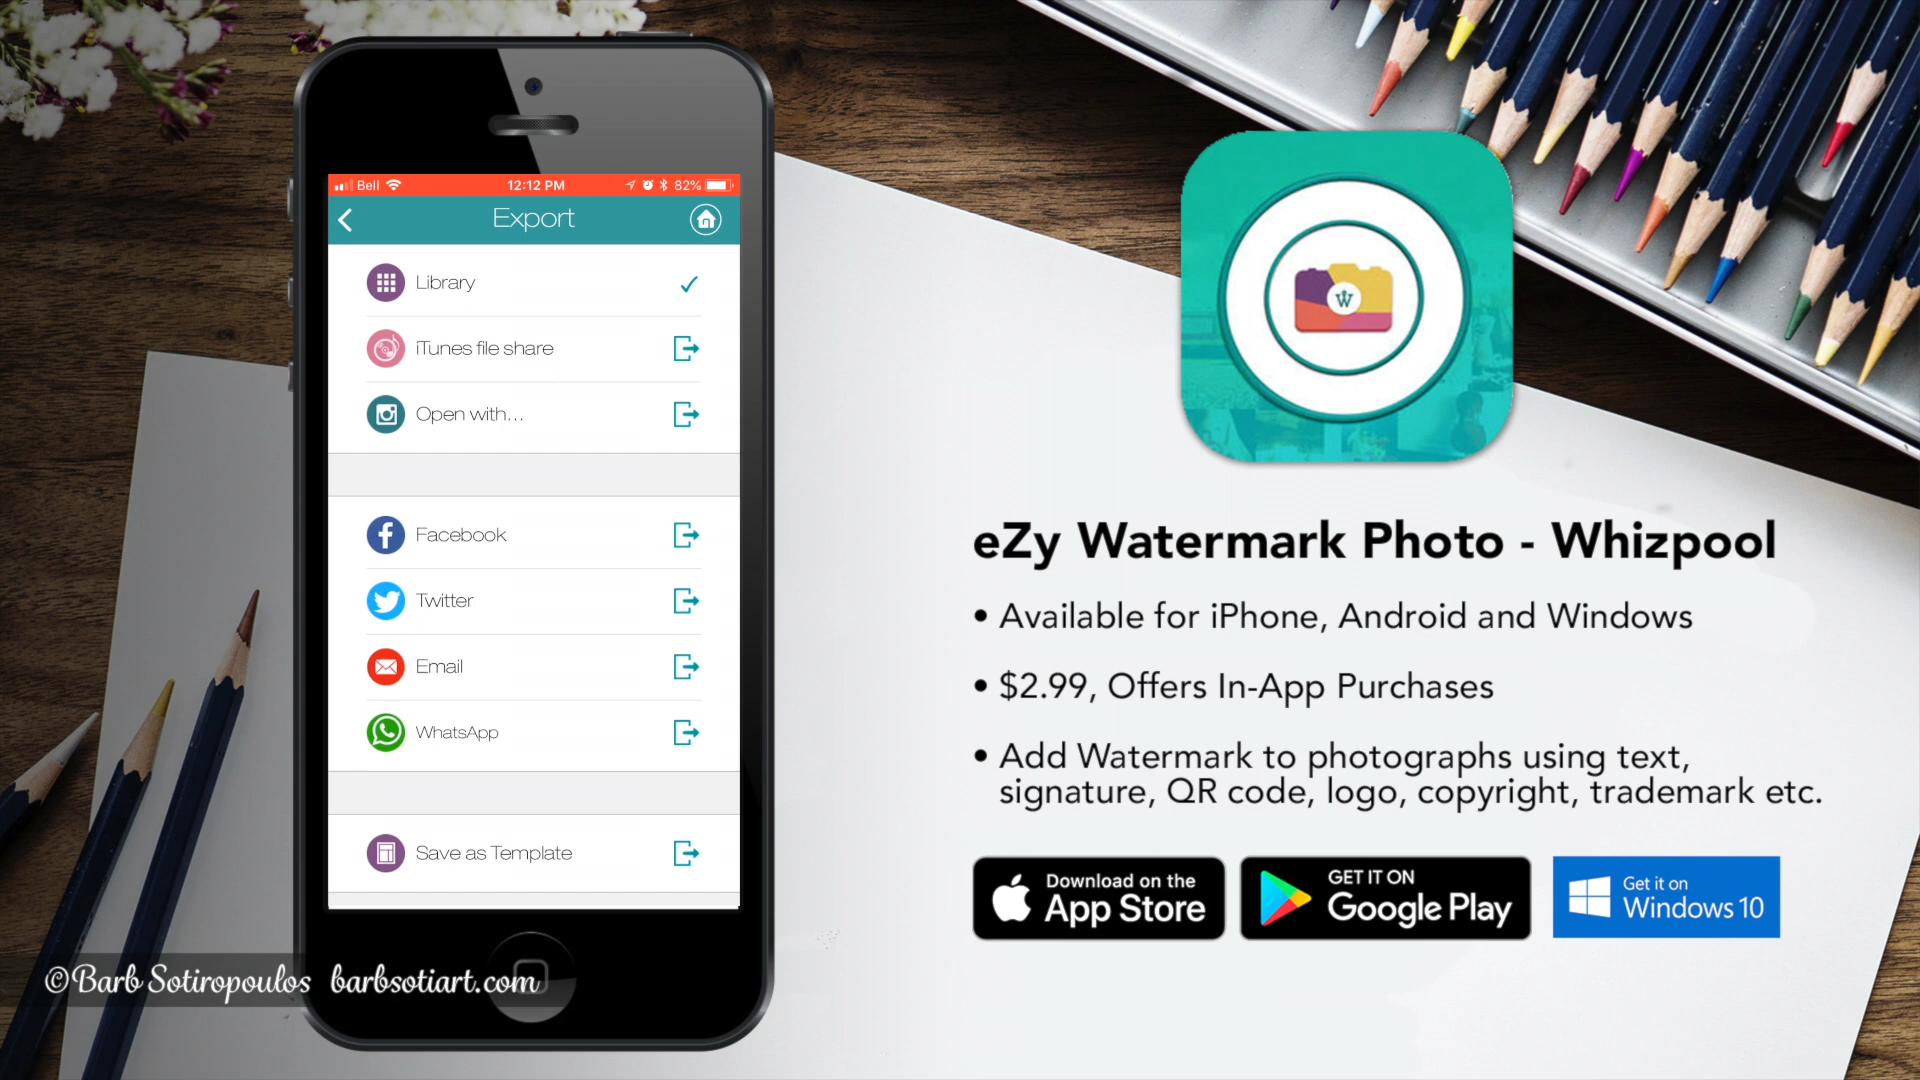 Bell 12:12 PM 82%
Export
Library
iTunes file share
Open with...
Facebook
Twitter
Email
WhatsApp
Save as Template
W
eZy Watermark Photo - Whizpool
• Available for iPhone, Android and Windows
• $2.99, Offers In-App Purchases
• Add Watermark to photographs using text,
signature, QR code, logo, copyright, trademark etc.
Download on the
App Store
GET IT ON
Google Play
Get it on
Windows 10
©Barb Sotiropoulos barbsotiart.com